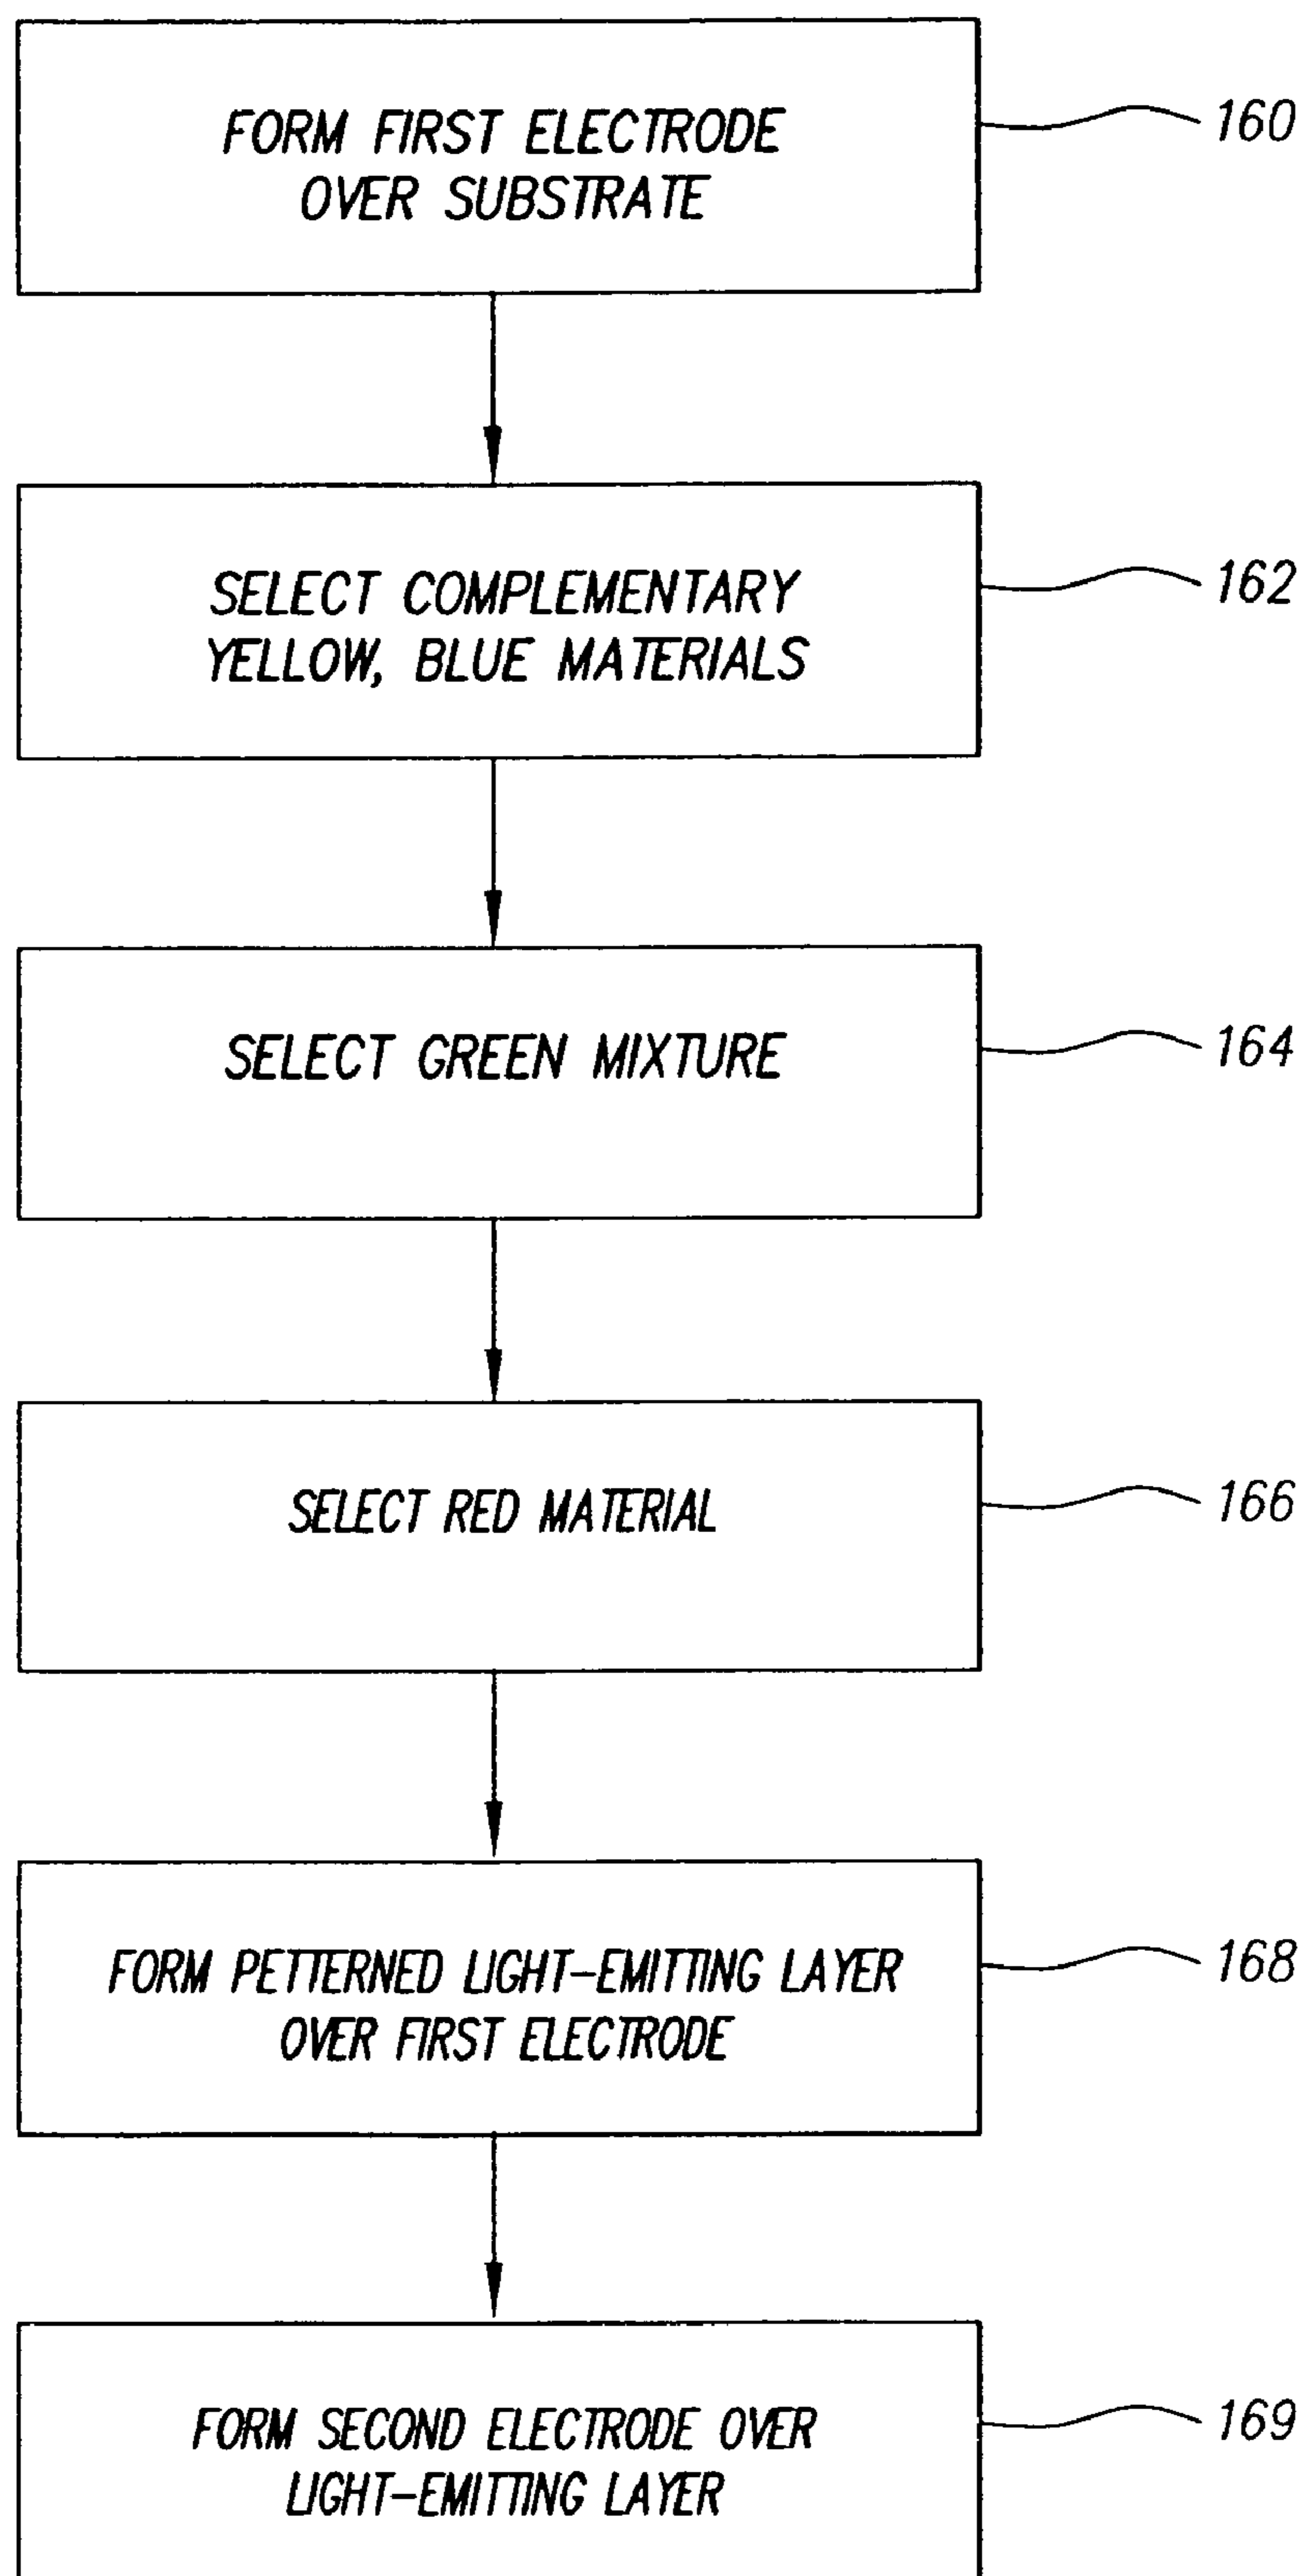 FORM FIRST ELECTRODE
OVER SUBSTRATE
160
SELECT COMPLEMENTARY
YELLOW, BLUE MATERIALS
162
SELECT GREEN MIXTURE
164
SELECT RED MATERIAL
166
FORM PETTERNED LIGHT-EMITTING LAYER
OVER FIRST ELECTRODE
168
FORM SECOND ELECTRODE OVER
LIGHT-EMITTING LAYER
169